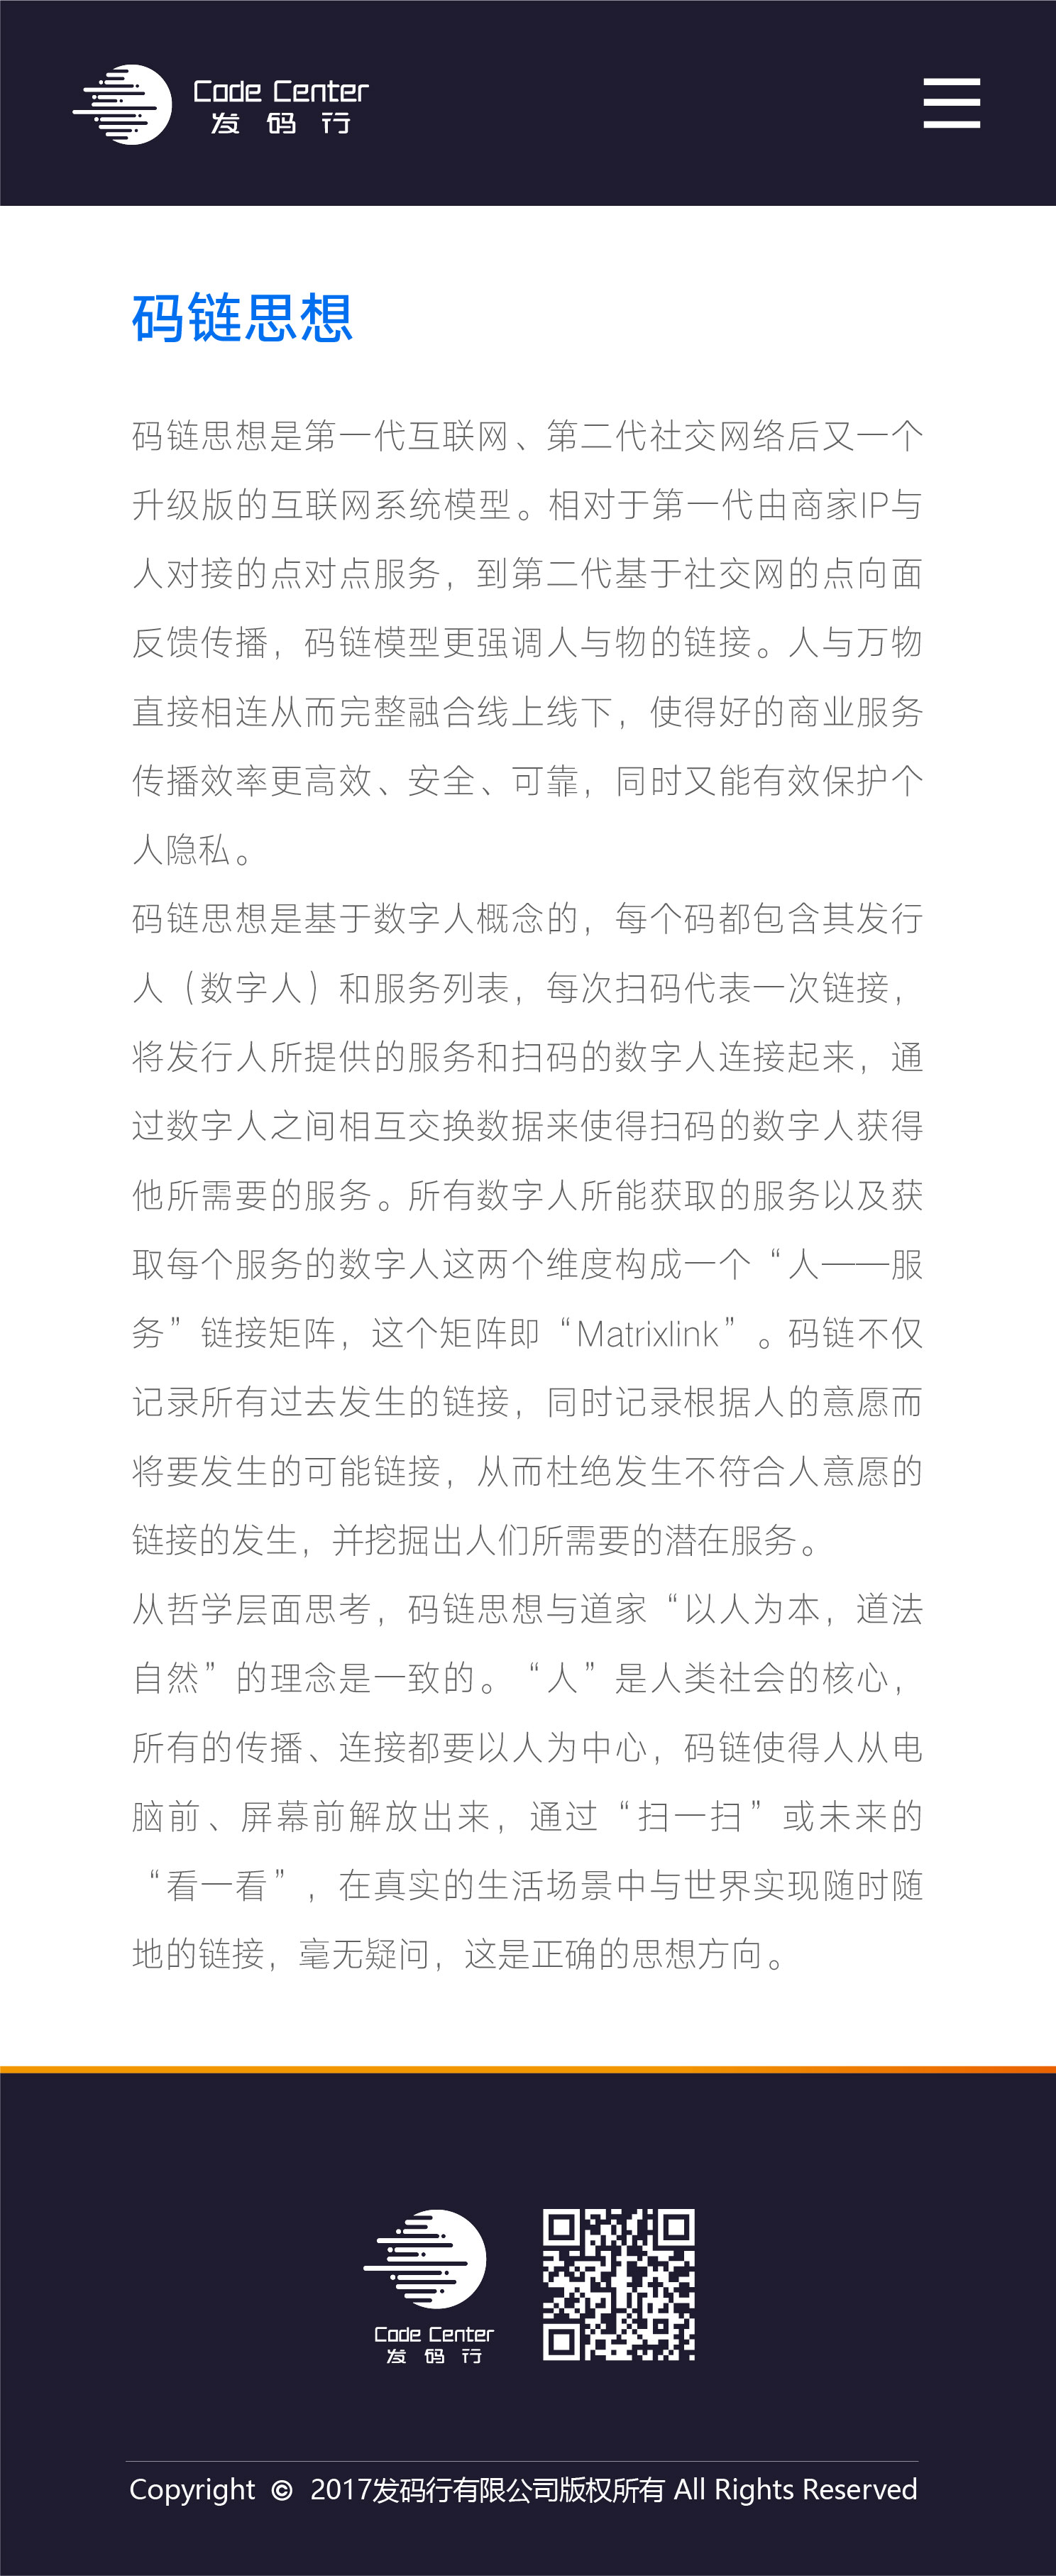 Code Center
发码行
码链思想
码链思想是第一代互联网、第二代社交网络后又一个
升级版的互联网系统模型。相对于第一代由商家IP与
人对接的点对点服务，到第二代基于社交网的点向面
反馈传播，码链模型更强调人与物的链接。人与万物
直接相连从而完整融合线上线下，使得好的商业服务
传播效率更高效、安全、可靠，同时又能有效保护个
人隐私。
码链思想是基于数字人概念的，每个码都包含其发行
人（数字人）和服务列表，每次扫码代表一次链接，
将发行人所提供的服务和扫码的数字人连接起来，通
过数字人之间相互交换数据来使得扫码的数字人获得
他所需要的服务。所有数字人所能获取的服务以及获
取每个服务的数字人这两个维度构成一个“人——服
务”链接矩阵，这个矩阵即“Matrixlink”。码链不仅
记录所有过去发生的链接，同时记录根据人的意愿而
将要发生的可能链接，从而杜绝发生不符合人意愿的
链接的发生，并挖掘出人们所需要的潜在服务。
从哲学层面思考，码链思想与道家“以人为本，道法
自然”的理念是一致的。“人”是人类社会的核心，
所有的传播、连接都要以人为中心，码链使得人从电
脑前、屏幕前解放出来，通过“扫一扫”或未来的
“看一看”，在真实的生活场景中与世界实现随时随
地的链接，毫无疑问，这是正确的思想方向。
Code Center
发码行
Copyright © 2017发码行有限公司版权所有 All Rights Reserved